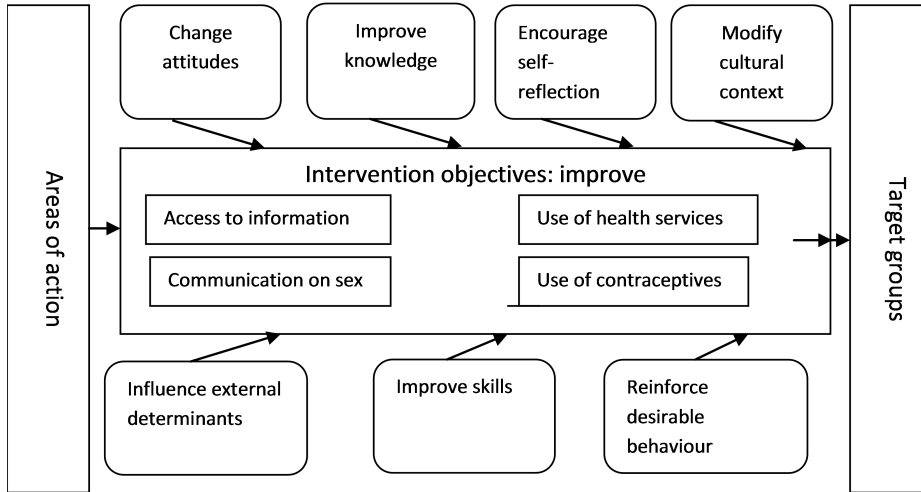 Change
attitudes
Improve
knowledge
Encourage
self-
reflection
Modify
cultural
context
Areas of action
Intervention objectives: improve
Access to information
Use of health services
Communication on sex
Use of contraceptives
Target groups
Influence external
determinants
Improve skills
Reinforce
desirable
behaviour